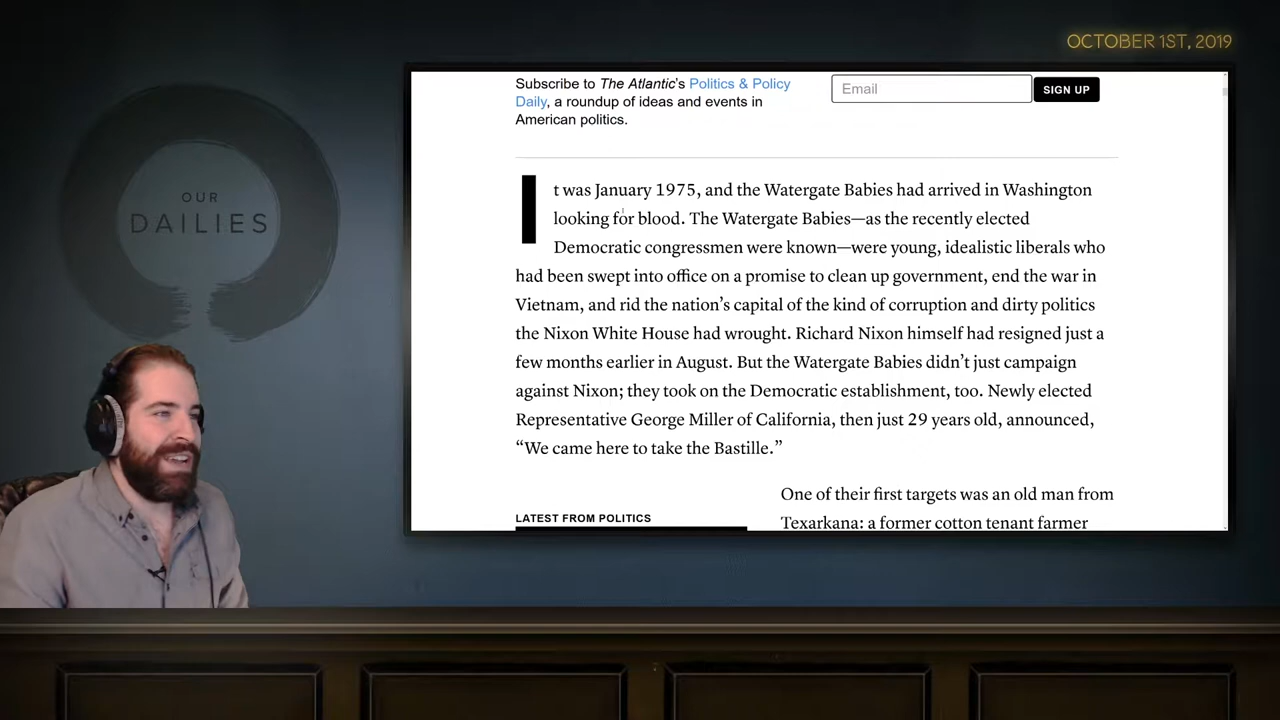 OCTOBER 1ST, 2019
OUR
DAILIES
Subscribe to The Atlantic's Politics & Policy
Daily, a roundup of ideas and events in
American politics.
Email
SIGN UP
It was January 1975, and the Watergate Babies had arrived in Washington
looking for blood. The Watergate Babies—as the recently elected
Democratic congressmen were known—were young, idealistic liberals who
had been swept into office on a promise to clean up government, end the war in
Vietnam, and rid the nation’s capital of the kind of corruption and dirty politics
the Nixon White House had wrought. Richard Nixon himself had resigned just a
few months earlier in August. But the Watergate Babies didn’t just campaign
against Nixon; they took on the Democratic establishment, too. Newly elected
Representative George Miller of California, then just 29 years old, announced,
“We came here to take the Bastille.”
One of their first targets was an old man from
Texarkana: a former cotton tenant farmer
LATEST FROM POLITICS